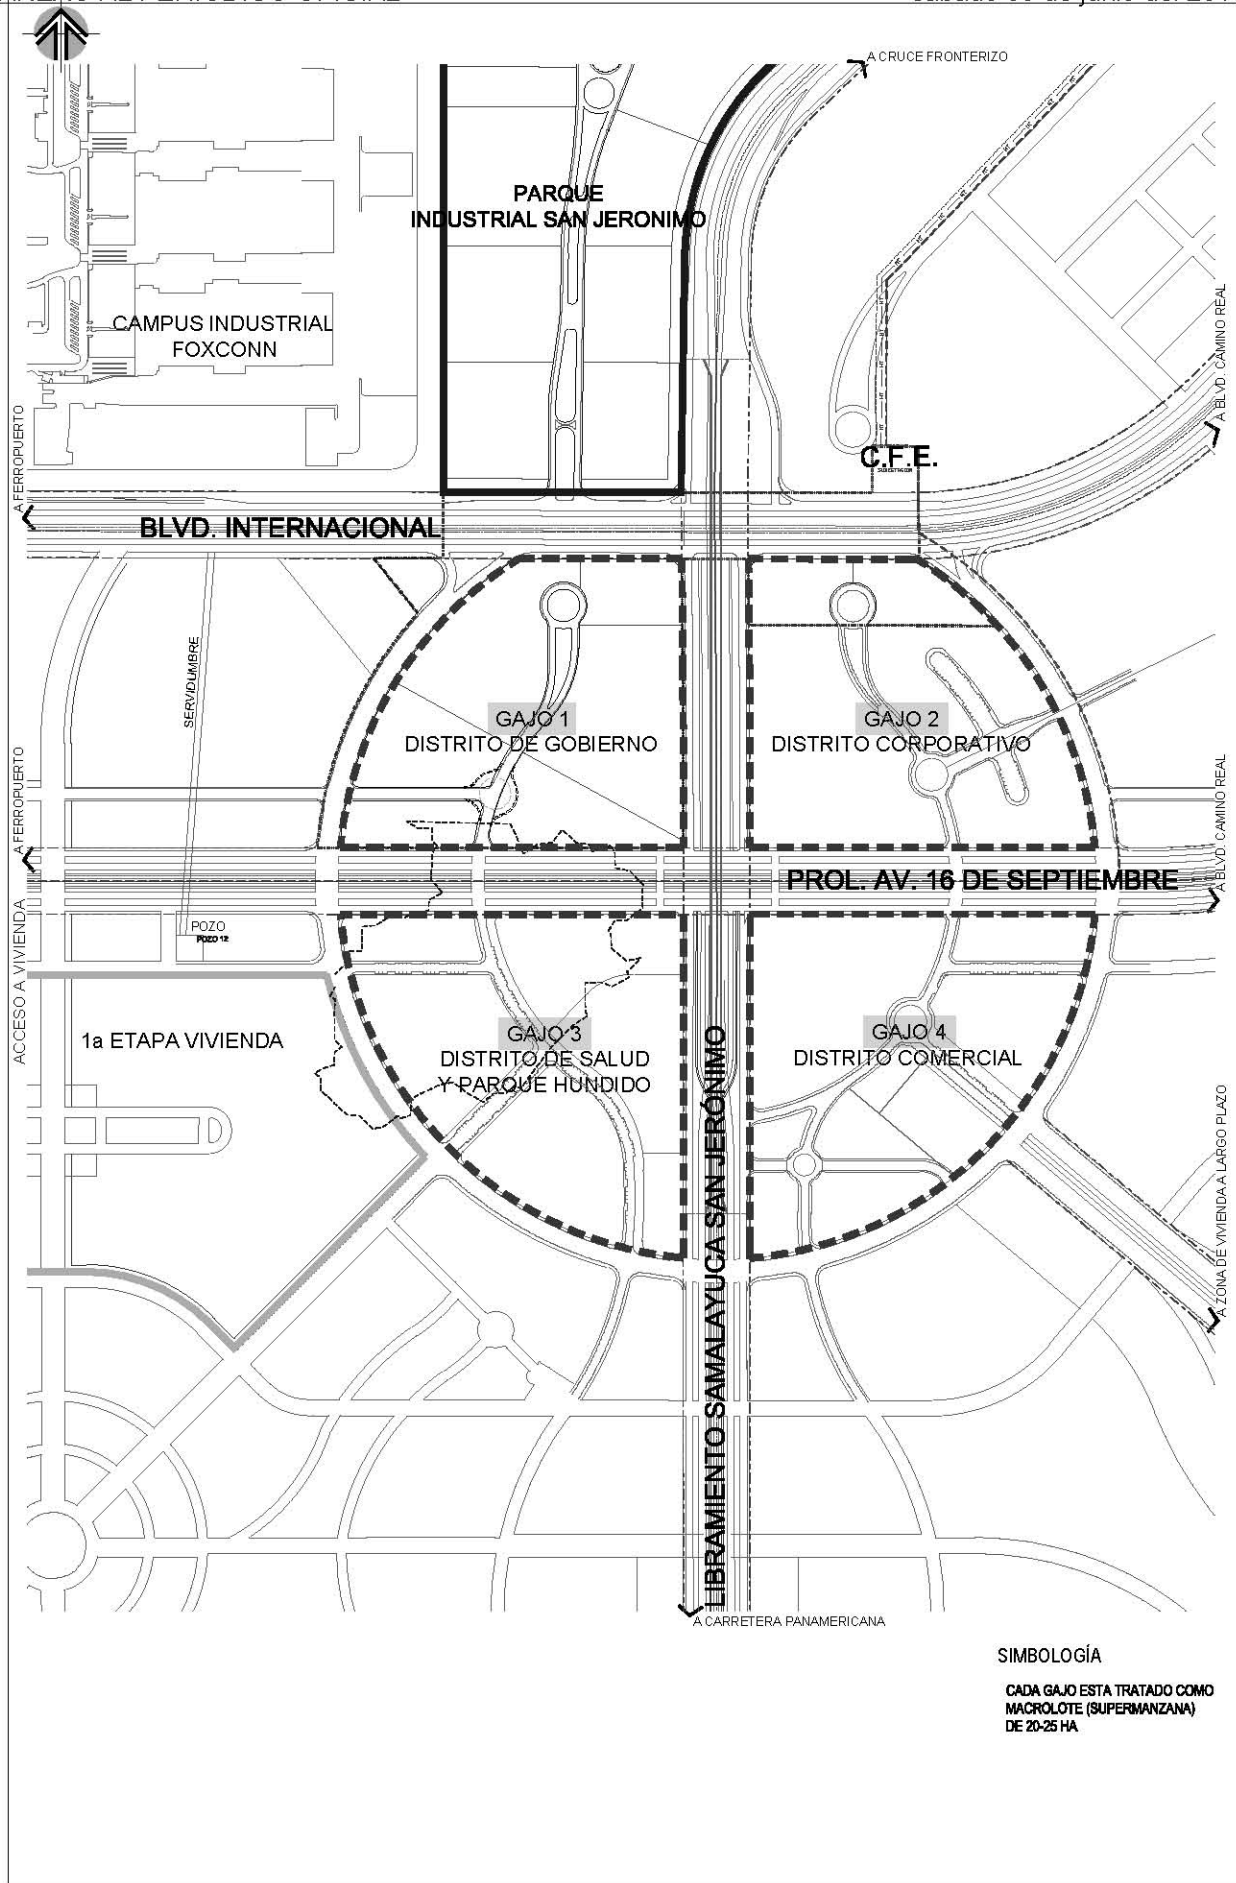 A CRUCE FRONTERIZO
PARQUE
INDUSTRIAL SAN JERONIMO
CAMPUS INDUSTRIAL
FOXCONN
A BLVD. CAMINO REAL
A FERROPUERTO
C.F.E.
BLVD. INTERNACIONAL
SERVIDUMBRE
GAJO 1
DISTRITO DE GOBIERNO
GAJO 2
DISTRITO CORPORATIVO
A FERROPUERTO
A BLVD. CAMINO REAL
PROL. AV. 16 DE SEPTIEMBRE
POZO
POZO 12
ACCESO A VIVIENDA
1a ETAPA VIVIENDA
GAJO 3
DISTRITO DE SALUD
Y PARQUE HUNDIDO
GAJO 4
DISTRITO COMERCIAL
LIBRAMIENTO SAMALAYUCA SAN JERÓNIMO
A ZONA DE VIVIENDA A LARGO PLAZO
A CARRETERA PANAMERICANA
SIMBOLOGÍA
CADA GAJO ESTA TRATADO COMO
MACROLOTE (SUPERMANZANA)
DE 20-25 HA